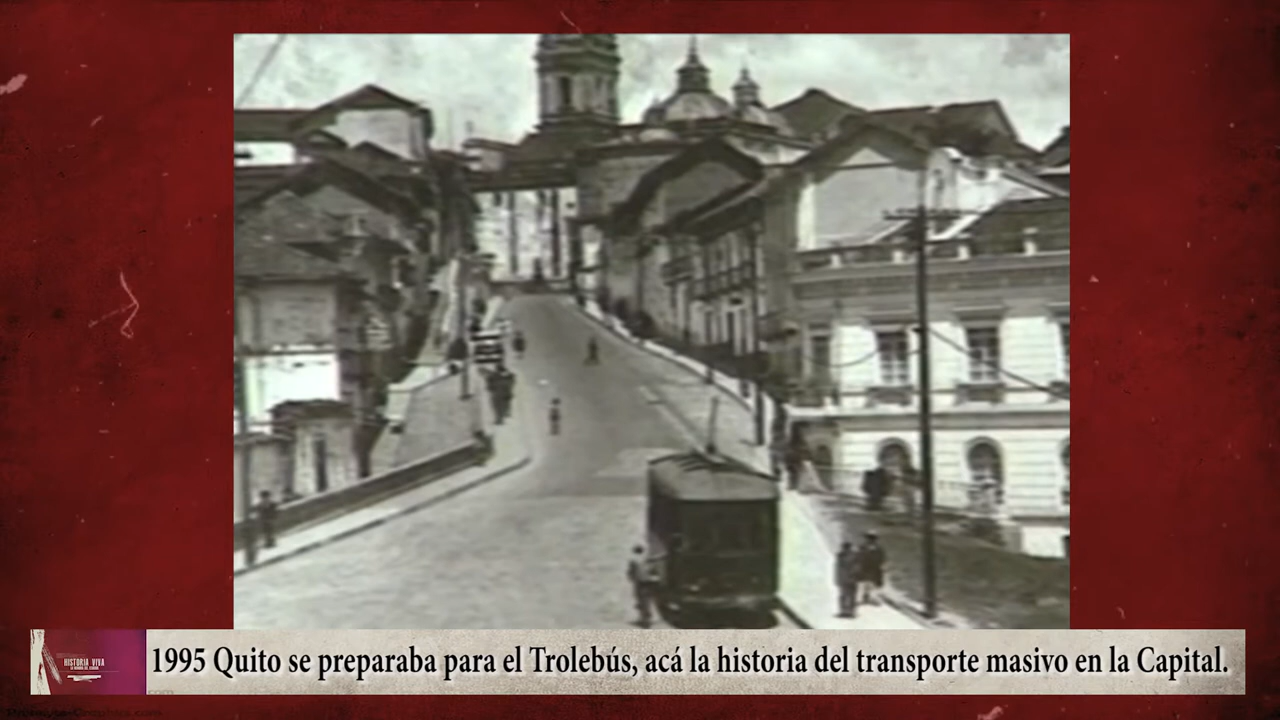 HISTORIA VIVA
1995 Quito se preparaba para el Trolebús, acá la historia del transporte masivo en la Capital.